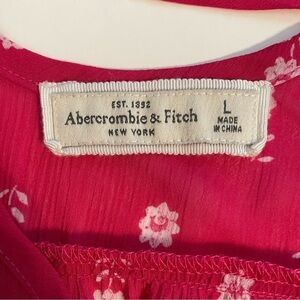 EST. 1892
Abercrombie & Fitch
NEW YORK
L
MADE
IN CHINA